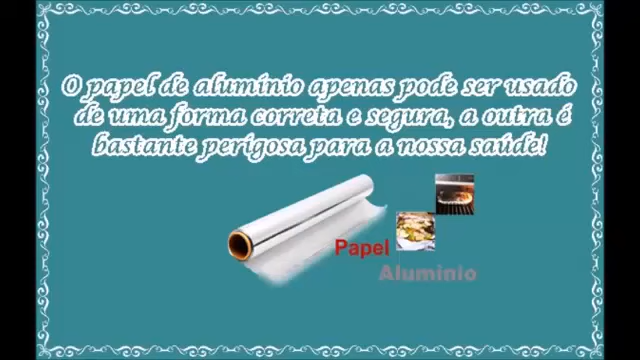 O papel de alumínio apenas pode ser usado
de uma forma correta e segura, a outra é
bastante perigosa para a nossa saúde!
Papel
Aluminio